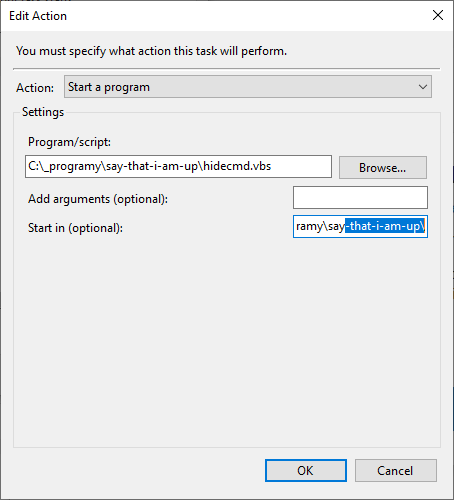 Edit Action
You must specify what action this task will perform.
Action: Start a program
Settings
Program/script:
C:\_programy\say-that-i-am-up\hidecmd.vbs Browse...
Add arguments (optional):
Start in (optional): ramy\say-that-i-am-up\
OK Cancel